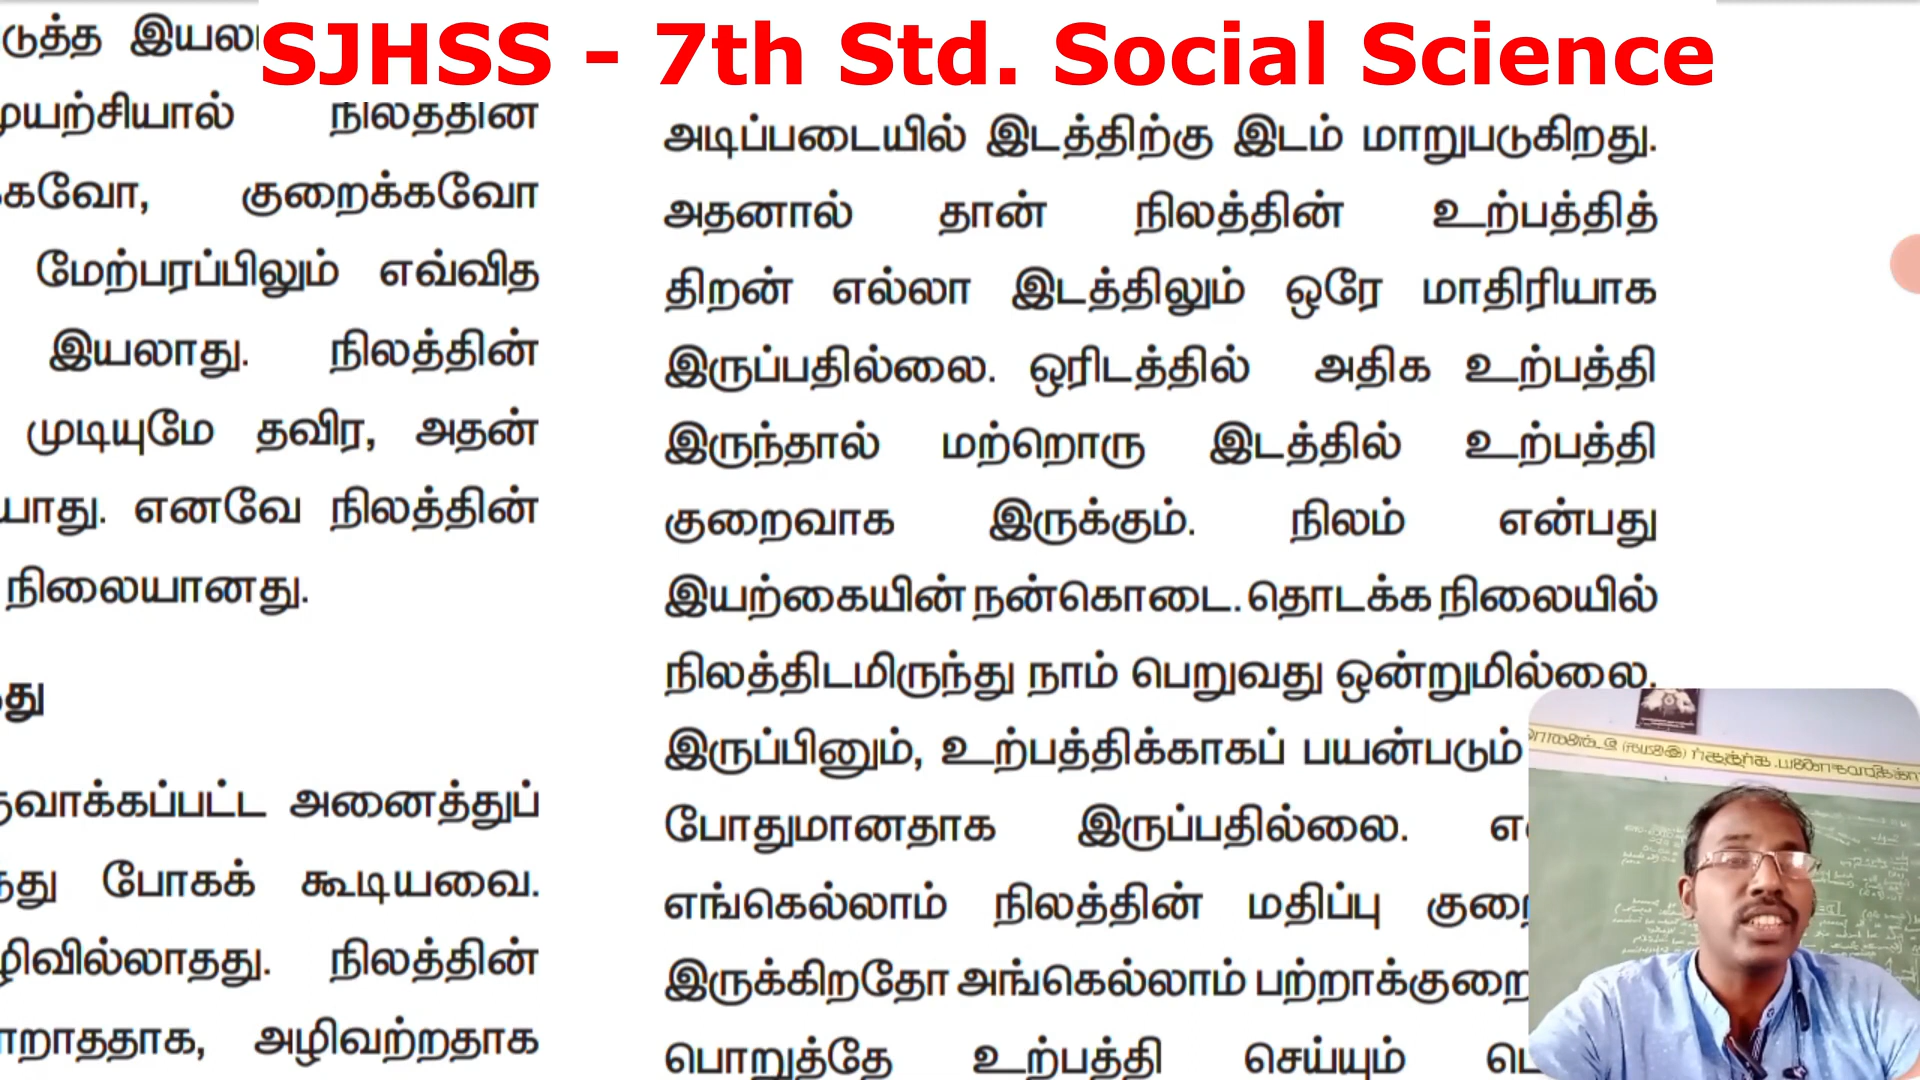 SJHSS - 7th Std. Social Science
முயற்சியால் நிலத்தின்
குறைக்கவோ
மேற்பரப்பிலும் எவ்வித
இயலாது. நிலத்தின்
முடியுமே தவிர, அதன்
எனவே நிலத்தின்
நிலையானது.
அனைத்துப்
போகக் கூடியவை.
நிலத்தின்
அழிவற்றதாக
அடிப்படையில் இடத்திற்கு இடம் மாறுபடுகிறது.
அதனால் தான் நிலத்தின் உற்பத்தித்
திறன் எல்லா இடத்திலும் ஒரே மாதிரியாக
இருப்பதில்லை. ஒரிடத்தில் அதிக உற்பத்தி
இருந்தால் மற்றொரு இடத்தில் உற்பத்தி
குறைவாக இருக்கும். நிலம் என்பது
இயற்கையின் நன்கொடை. தொடக்க நிலையில்
நிலத்திடமிருந்து நாம் பெறுவது ஒன்றுமில்லை.
இருப்பினும், உற்பத்திக்காகப் பயன்படும்
போதுமானதாக இருப்பதில்லை.
எங்கெல்லாம் நிலத்தின் மதிப்பு
இருக்கிறதோ அங்கெல்லாம்
பொறுத்தே உற்பத்தி செய்யும்